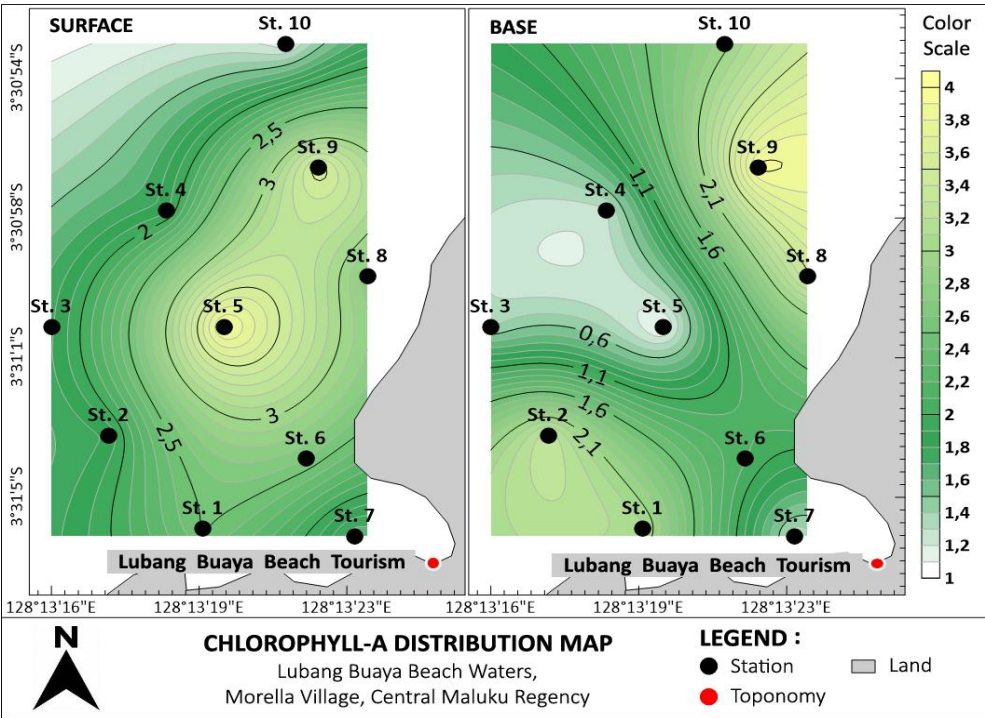 SURFACE
St. 10
2,5
St. 9
3
St. 4
2
St. 8
St. 3
St. 5
St. 2
2,5
3
St. 6
St. 1
St. 7
Lubang Buaya Beach Tourism
BASE
St. 10
St. 9
1,1
2,1
St. 4
1,6
St. 8
St. 3
St. 5
0,6
1,1
1,6
St. 2
2,1
St. 6
St. 1
St. 7
Lubang Buaya Beach Tourism
3°30'54"S
3°30'58"S
3°31'1"S
3°31'5"S
128°13'16"E
128°13'19"E
128°13'23"E
128°13'16"E
128°13'19"E
128°13'23"E
Color
Scale
4
3,8
3,6
3,4
3,2
3
2,8
2,6
2,4
2,2
2
1,8
1,6
1,4
1,2
1
N
CHLOROPHYLL-A DISTRIBUTION MAP
Lubang Buaya Beach Waters,
Morella Village, Central Maluku Regency
LEGEND :
Station
Land
Toponomy